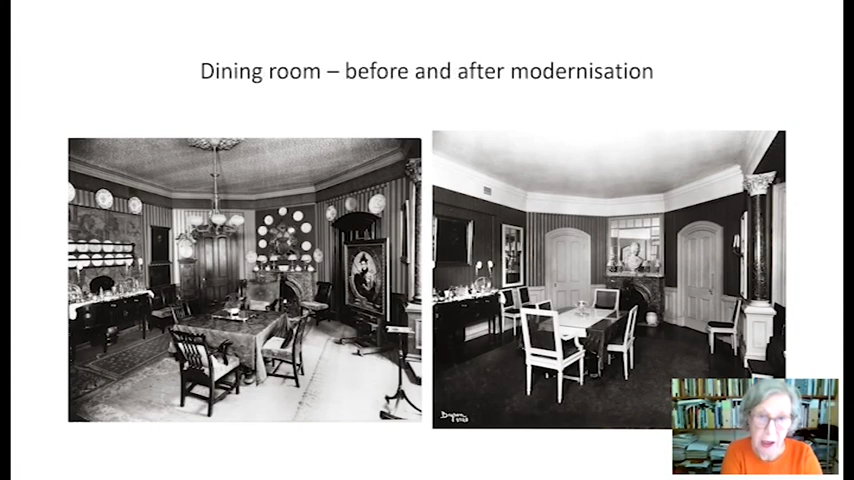 Dining room – before and after modernisation